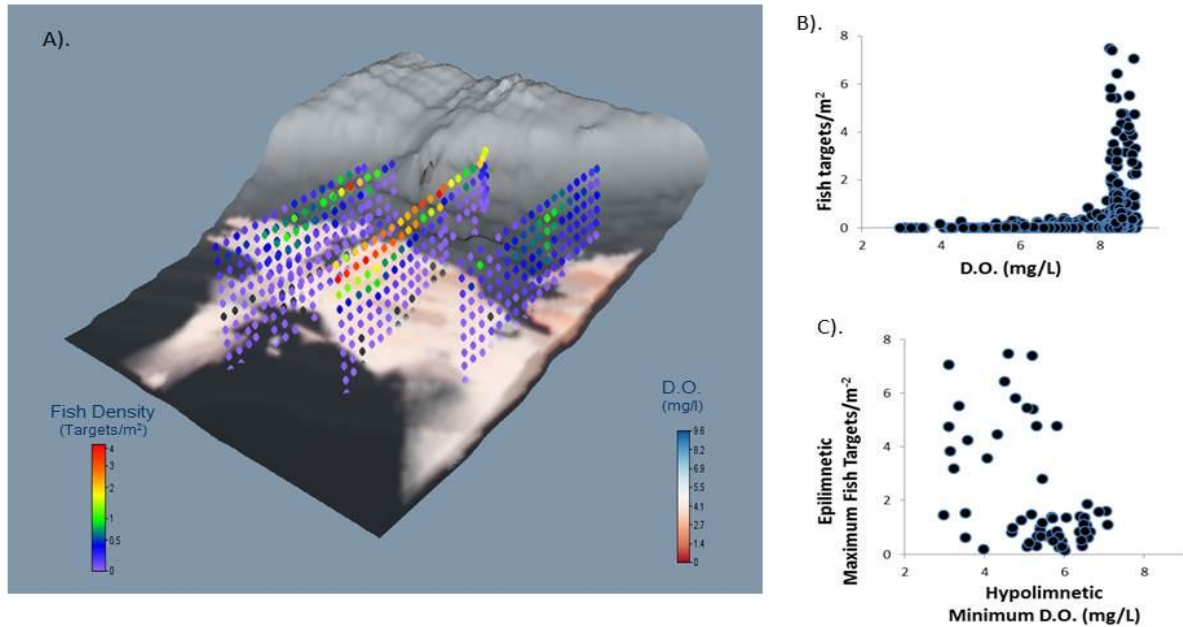 A).
Fish Density
(Targets/m²)
4
3
2
1
0.5
0
D.O.
(mg/l)
9.6
8.2
6.9
5.5
4.1
2.7
1.4
0
B).
Fish targets/m²
8
6
4
2
0
2
4
6
8
D.O. (mg/L)
C).
Epilimnetic
Maximum Fish Targets/m⁻²
8
6
4
2
0
2
4
6
8
Hypolimnetic
Minimum D.O. (mg/L)